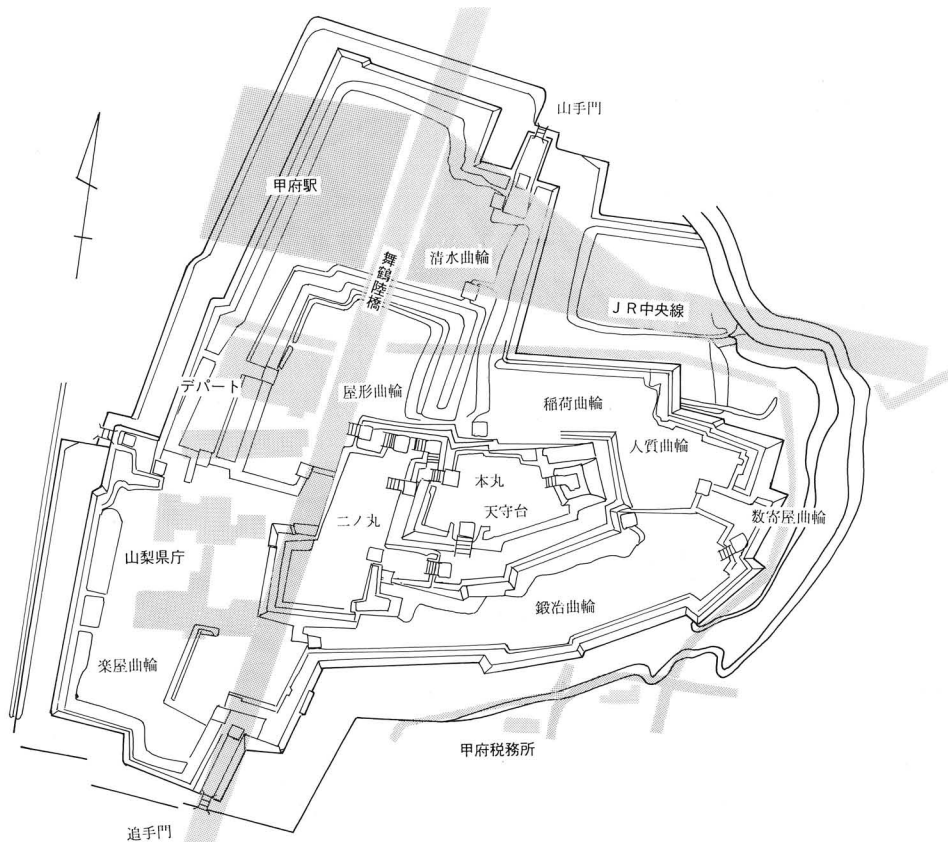 山手門
甲府駅
清水曲輪
舞鶴陸橋
ＪＲ中央線
デパート
屋形曲輪
稲荷曲輪
人質曲輪
本丸
天守台
数寄屋曲輪
二ノ丸
山梨県庁
鍛冶曲輪
楽屋曲輪
甲府税務所
追手門